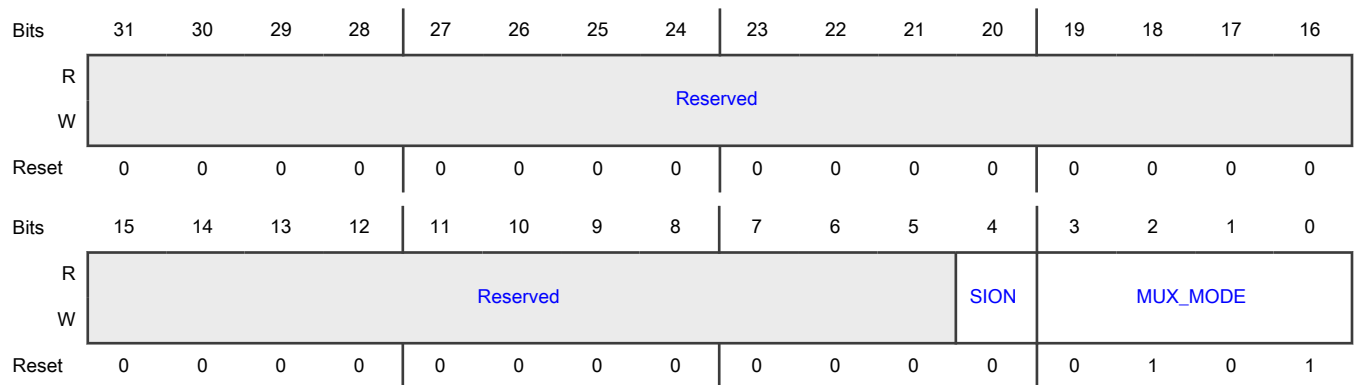 Bits 31 30 29 28 27 26 25 24 23 22 21 20 19 18 17 16
R
Reserved
W
Reset 0 0 0 0 0 0 0 0 0 0 0 0 0 0 0 0
Bits 15 14 13 12 11 10 9 8 7 6 5 4 3 2 1 0
R
Reserved SION MUX_MODE
W
Reset 0 0 0 0 0 0 0 0 0 0 0 0 0 1 0 1